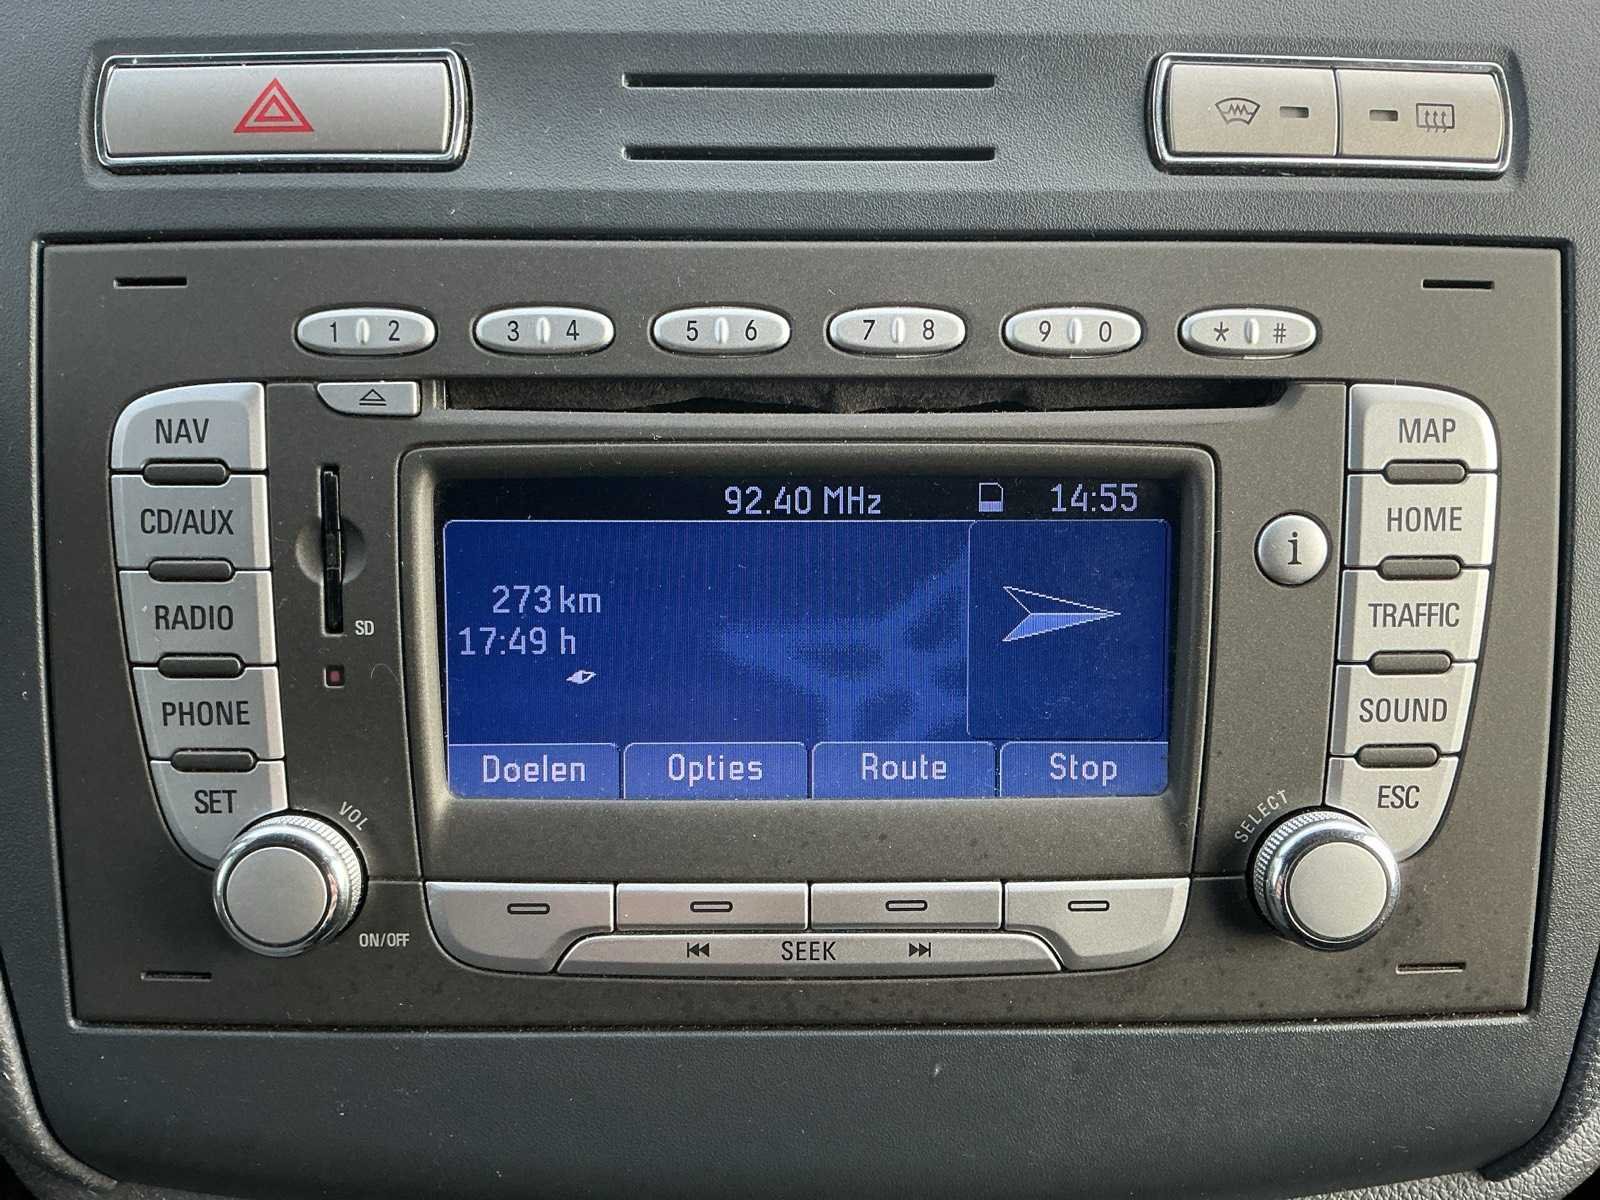 1 2 3 4 5 6 7 8 9 0 * #
NAV
MAP
92.40 MHz 14:55
CD/AUX
HOME
i
273 km
RADIO
SD
TRAFFIC
17:49 h
PHONE
SOUND
Doelen Opties Route Stop
SET
VOL
SELECT
ESC
ON/OFF
SEEK